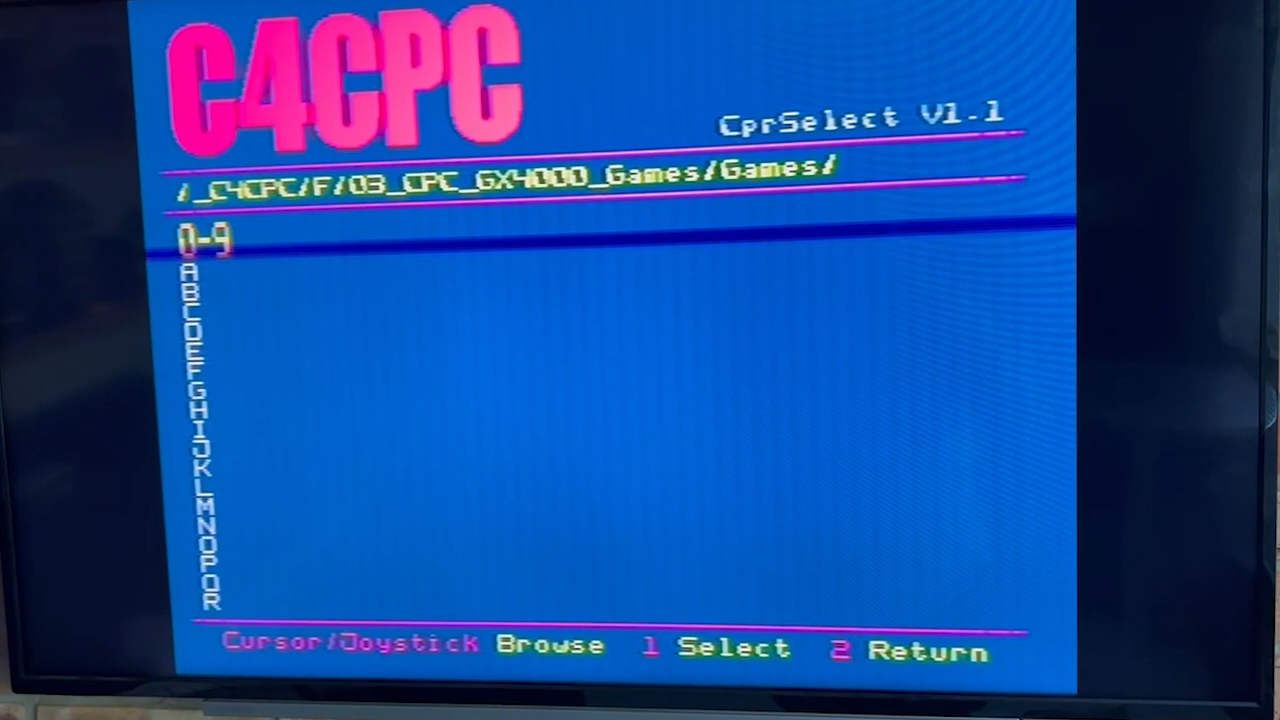 C4CPC
CprSelect V1.1
/_C4CPC/F/03_CPC_GX4000_Games/Games/
0-9
A
B
C
D
E
F
G
H
I
J
K
L
M
N
O
P
Q
R
Cursor/Joystick Browse 1 Select 2 Return